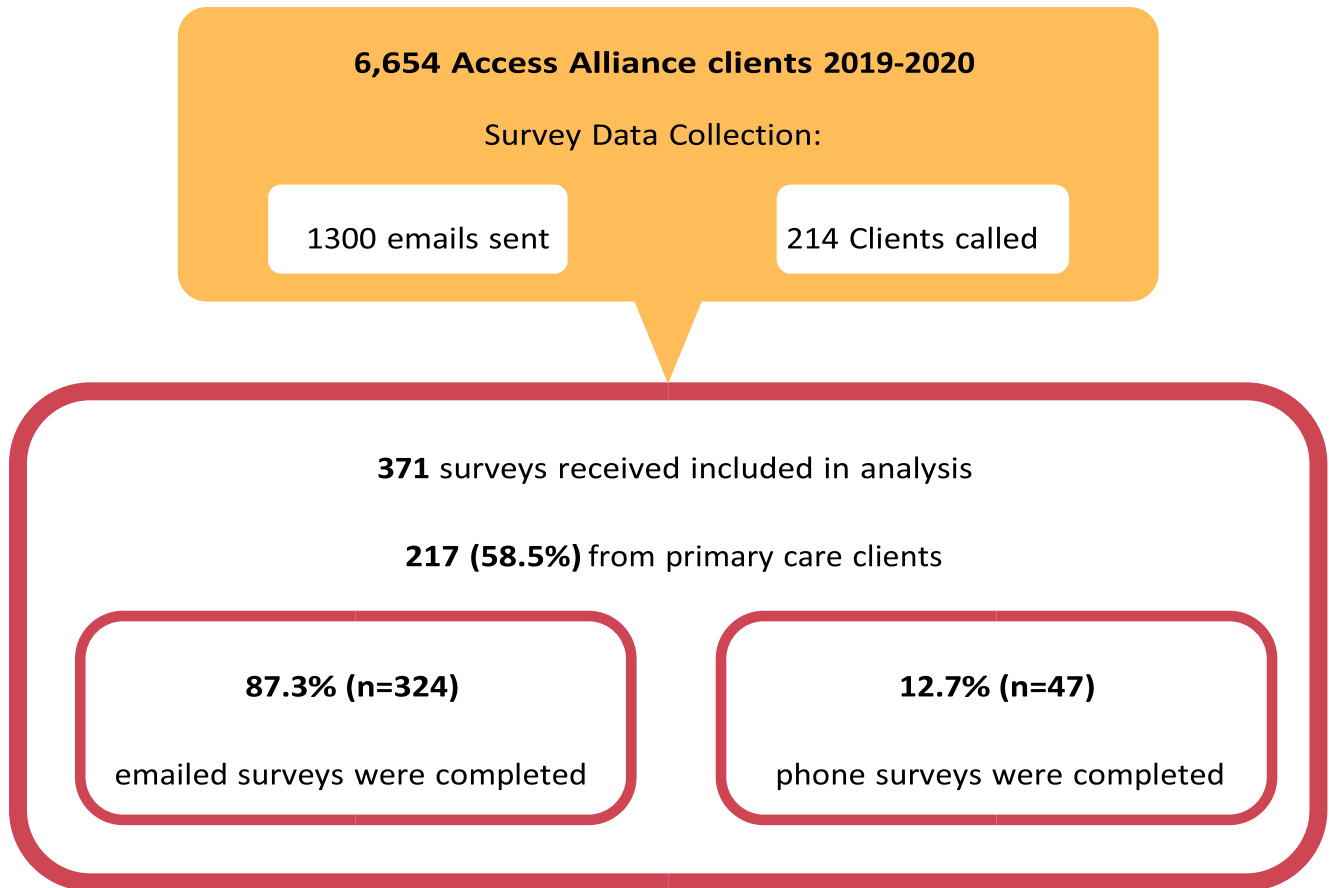 6,654 Access Alliance clients 2019-2020
Survey Data Collection:
1300 emails sent
214 Clients called
371 surveys received included in analysis
217 (58.5%) from primary care clients
87.3% (n=324)
emailed surveys were completed
12.7% (n=47)
phone surveys were completed